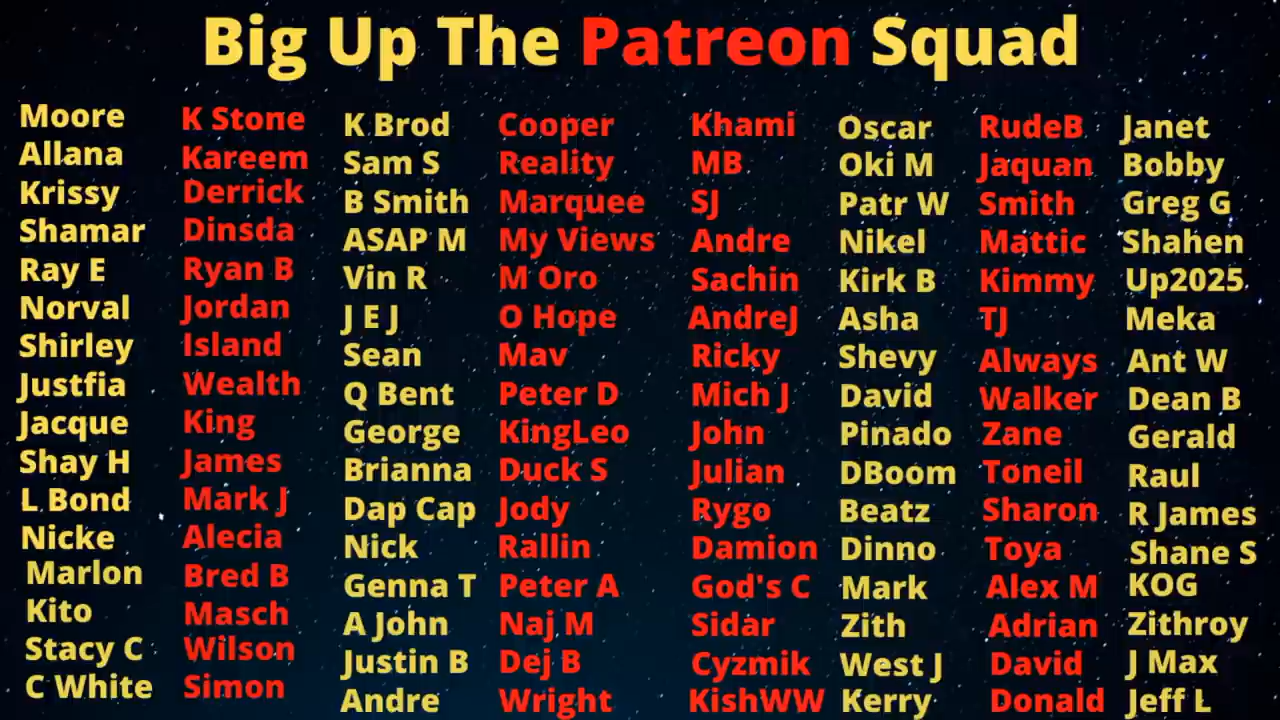 Big Up The Patreon Squad
Moore
Allana
Krissy
Shamar
Ray E
Norval
Shirley
Justfia
Jacque
Shay H
L Bond
Nicke
Marlon
Kito
Stacy C
C White
K Stone
Kareem
Derrick
Dinsda
Ryan B
Jordan
Island
Wealth
King
James
Mark J
Alecia
Bred B
Masch
Wilson
Simon
K Brod
Sam S
B Smith
ASAP M
Vin R
J E J
Sean
Q Bent
George
Brianna
Dap Cap
Nick
Genna T
A John
Justin B
Andre
Cooper
Reality
Marquee
My Views
M Oro
O Hope
Mav
Peter D
KingLeo
Duck S
Jody
Rallin
Peter A
Naj M
Dej B
Wright
Khami
MB
SJ
Andre
Sachin
AndreJ
Ricky
Mich J
John
Julian
Rygo
Damion
God's C
Sidar
Cyzmik
KishWW
Oscar
Oki M
Patr W
Nikel
Kirk B
Asha
Shevy
David
Pinado
DBoom
Beatz
Dinno
Mark
Zith
West J
Kerry
RudeB
Jaquan
Smith
Mattic
Kimmy
TJ
Always
Walker
Zane
Toneil
Sharon
Toya
Alex M
Adrian
David
Donald
Janet
Bobby
Greg G
Shahen
Up2025
Meka
Ant W
Dean B
Gerald
Raul
R James
Shane S
KOG
Zithroy
J Max
Jeff L